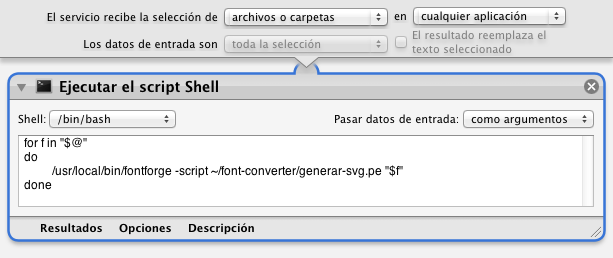 El servicio recibe la selección de archivos o carpetas en cualquier aplicación
Los datos de entrada son toda la selección El resultado reemplaza el
texto seleccionado
Ejecutar el script Shell
Shell: /bin/bash Pasar datos de entrada: como argumentos
for f in "$@"
do
/usr/local/bin/fontforge -script ~/font-converter/generar-svg.pe "$f"
done
Resultados Opciones Descripción